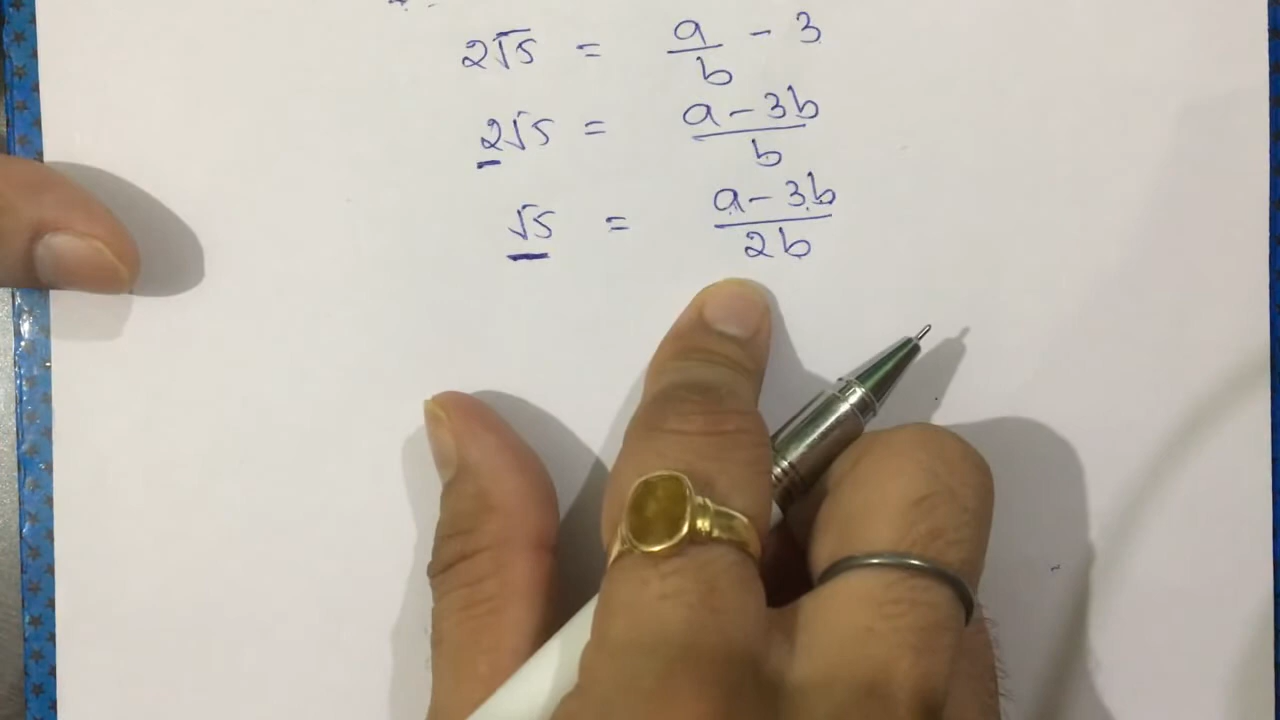 2√5 = a/b - 3
2√5 = a - 3b/b
√5 = a - 3b/2b